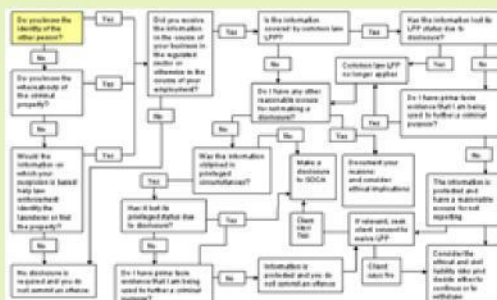 Do you know the
identity of the
other person?
Yes
No
Do you know the
whereabouts of
the criminal
property?
Yes
No
Would the
information on
which your
suspicion is based
help law
enforcement identify
the launderer or find
the property?
Yes
No
No disclosure is
required and you do
not commit an offence
Did you receive
the information
in the course of
your business in
the regulated
sector or
otherwise in the
course of your
employment?
Yes
No
Is the information
covered by common law
LPP?
Yes
No
Has the information lost its
LPP status due to
disclosure?
Yes
No
Common law LPP
no longer applies
Do I have any other
reasonable excuse
for not making a
disclosure?
Yes
No
Do I have prima facie
evidence that I am being
used to further a criminal
purpose?
Yes
No
Was the information
obtained in
privileged
circumstances?
Yes
No
Make a
disclosure
to SOCA
Document your
reasons
and consider
ethical implications
Has it lost its
privileged status due
to disclosure?
Yes
No
The information is
protected and you have a
reasonable excuse for not
reporting
If relevant, seek
client consent to
waive LPP
Client
says
Yes
Client
says No
Do I have prima facie
evidence that I am being
used to further a criminal
No
Information is
protected and you do
not commit an offence
Consider the
ethical and civil
liability risks and
decide either to
continue or to
withdraw